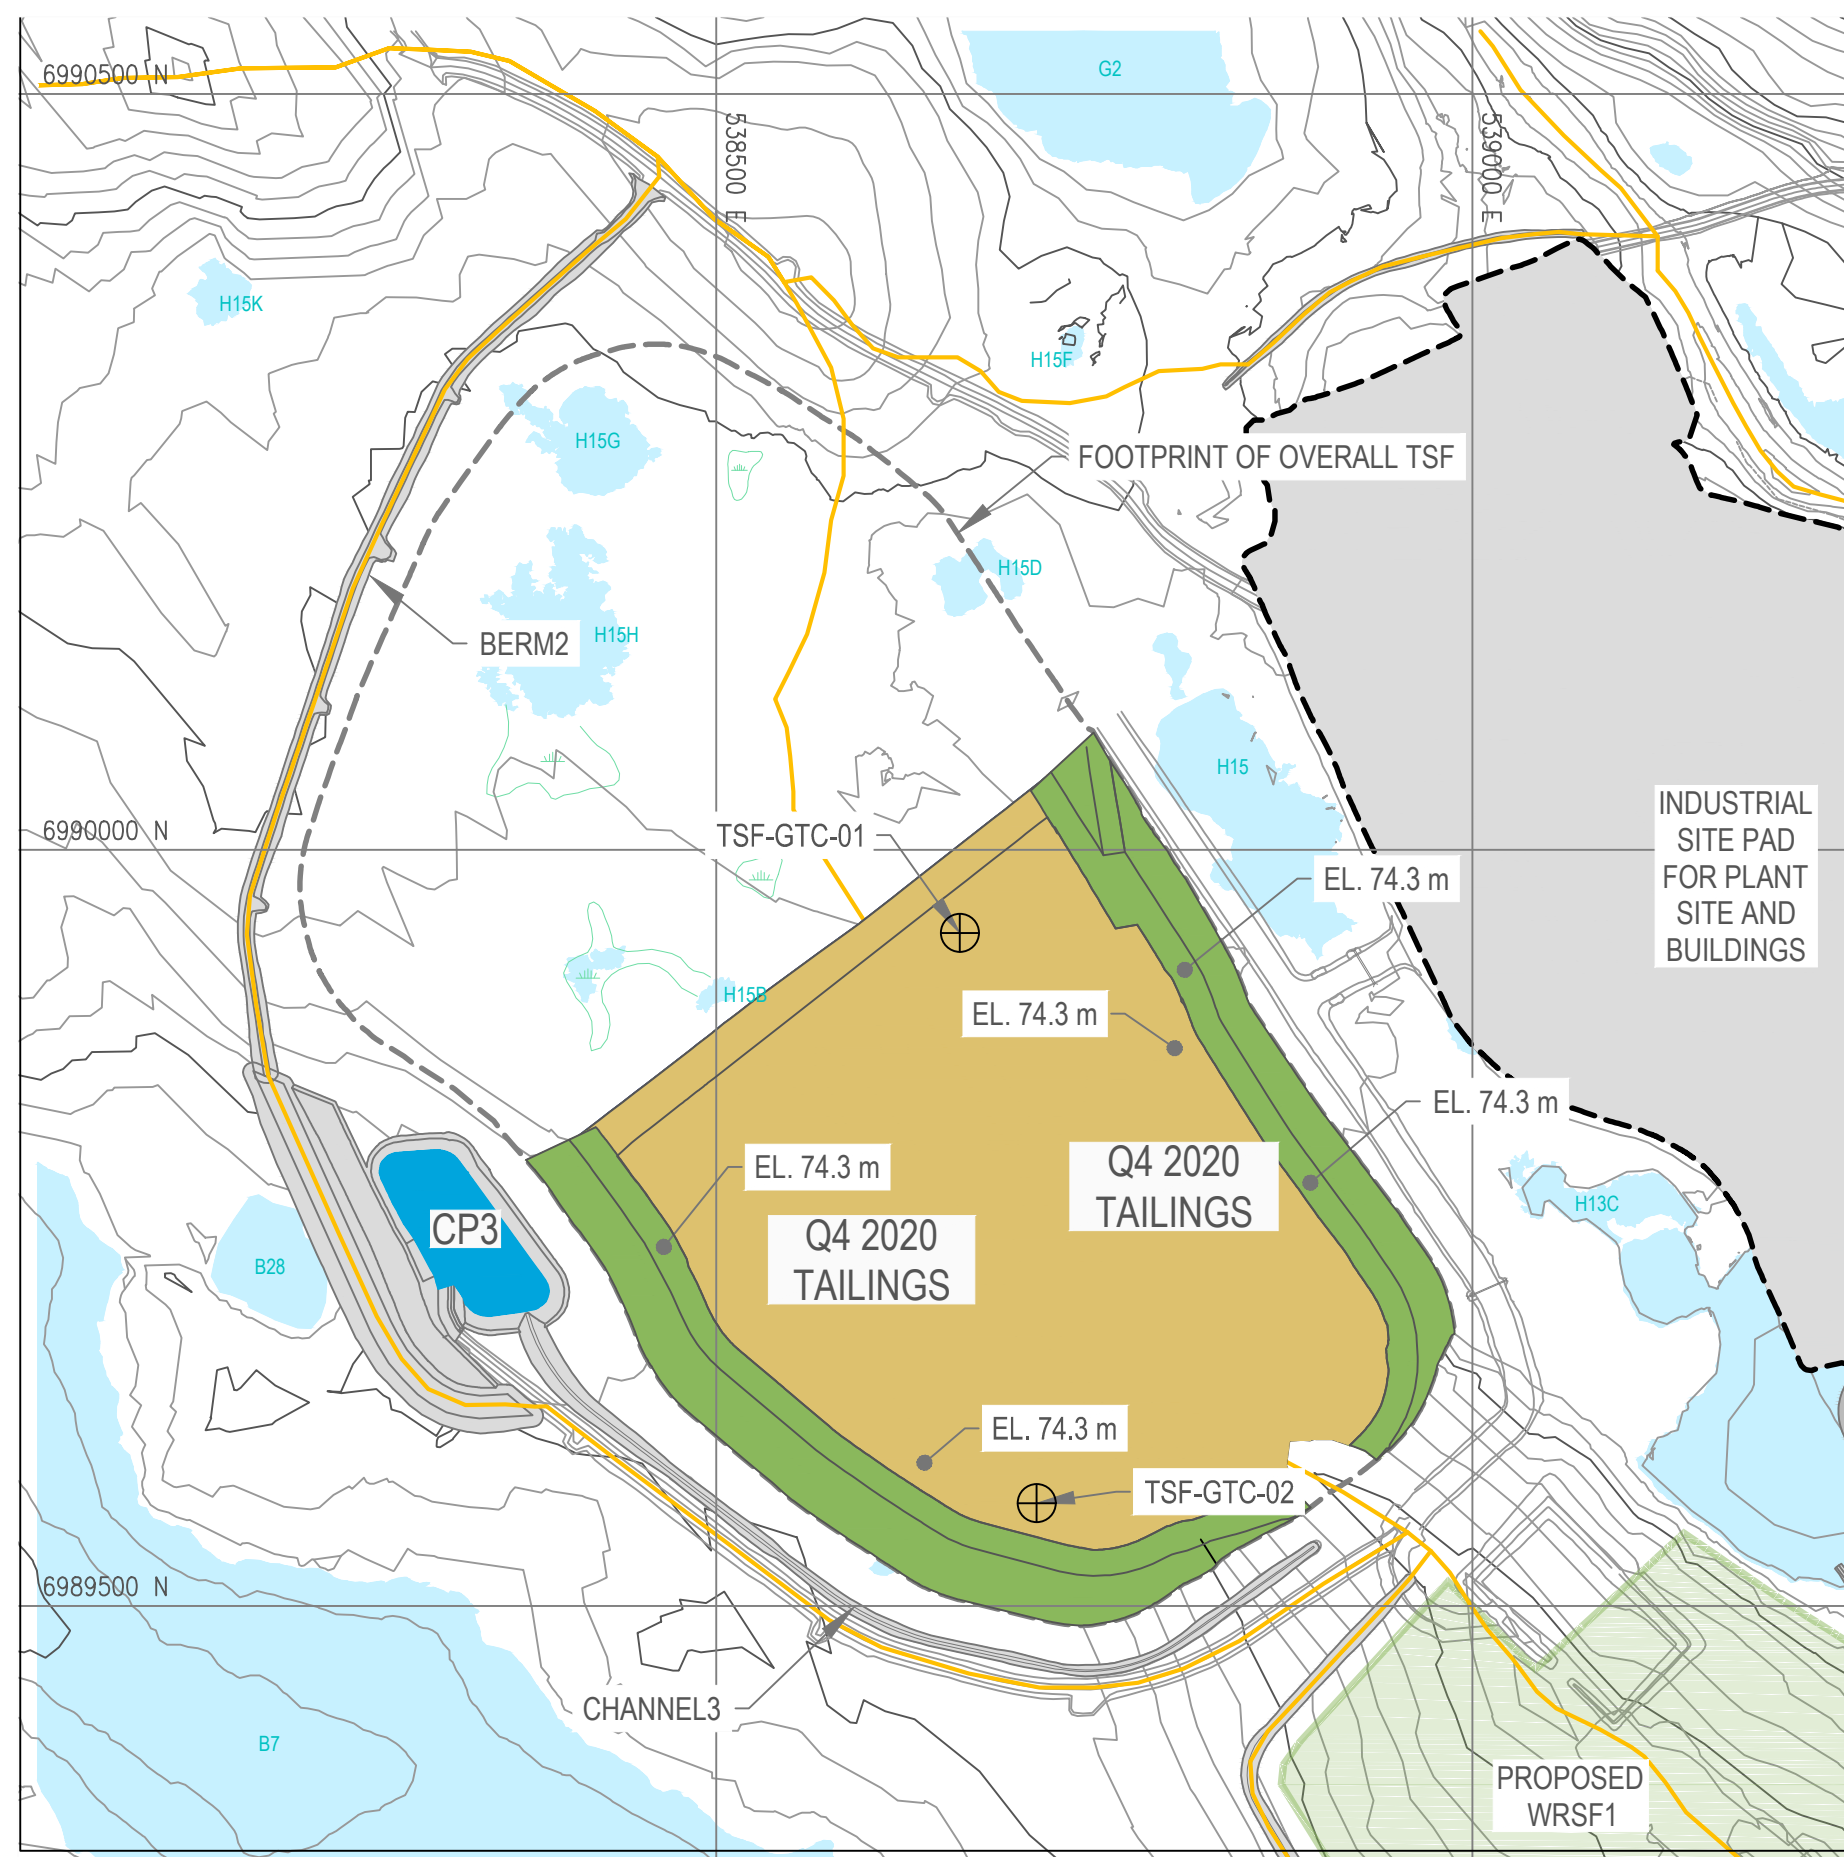 6990500 N
G2
538500 E
539000 E
H15K
H15F
H15G
FOOTPRINT OF OVERALL TSF
H15D
H15H
BERM2
H15
6990000 N
TSF-GTC-01
INDUSTRIAL
SITE PAD
FOR PLANT
SITE AND
BUILDINGS
EL. 74.3 m
H15B
EL. 74.3 m
EL. 74.3 m
EL. 74.3 m
Q4 2020
TAILINGS
H13C
CP3
Q4 2020
TAILINGS
B28
EL. 74.3 m
TSF-GTC-02
6989500 N
CHANNEL3
B7
PROPOSED
WRSF1